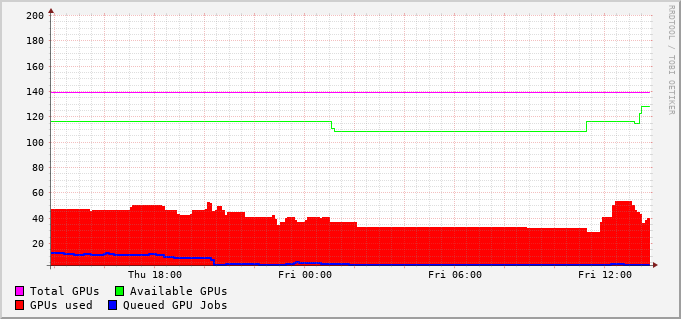 200
180
160
140
120
100
80
60
40
20
Thu 18:00 Fri 00:00 Fri 06:00 Fri 12:00
Total GPUs Available GPUs
GPUs used Queued GPU Jobs
RRDTOOL / TOBI OETIKER